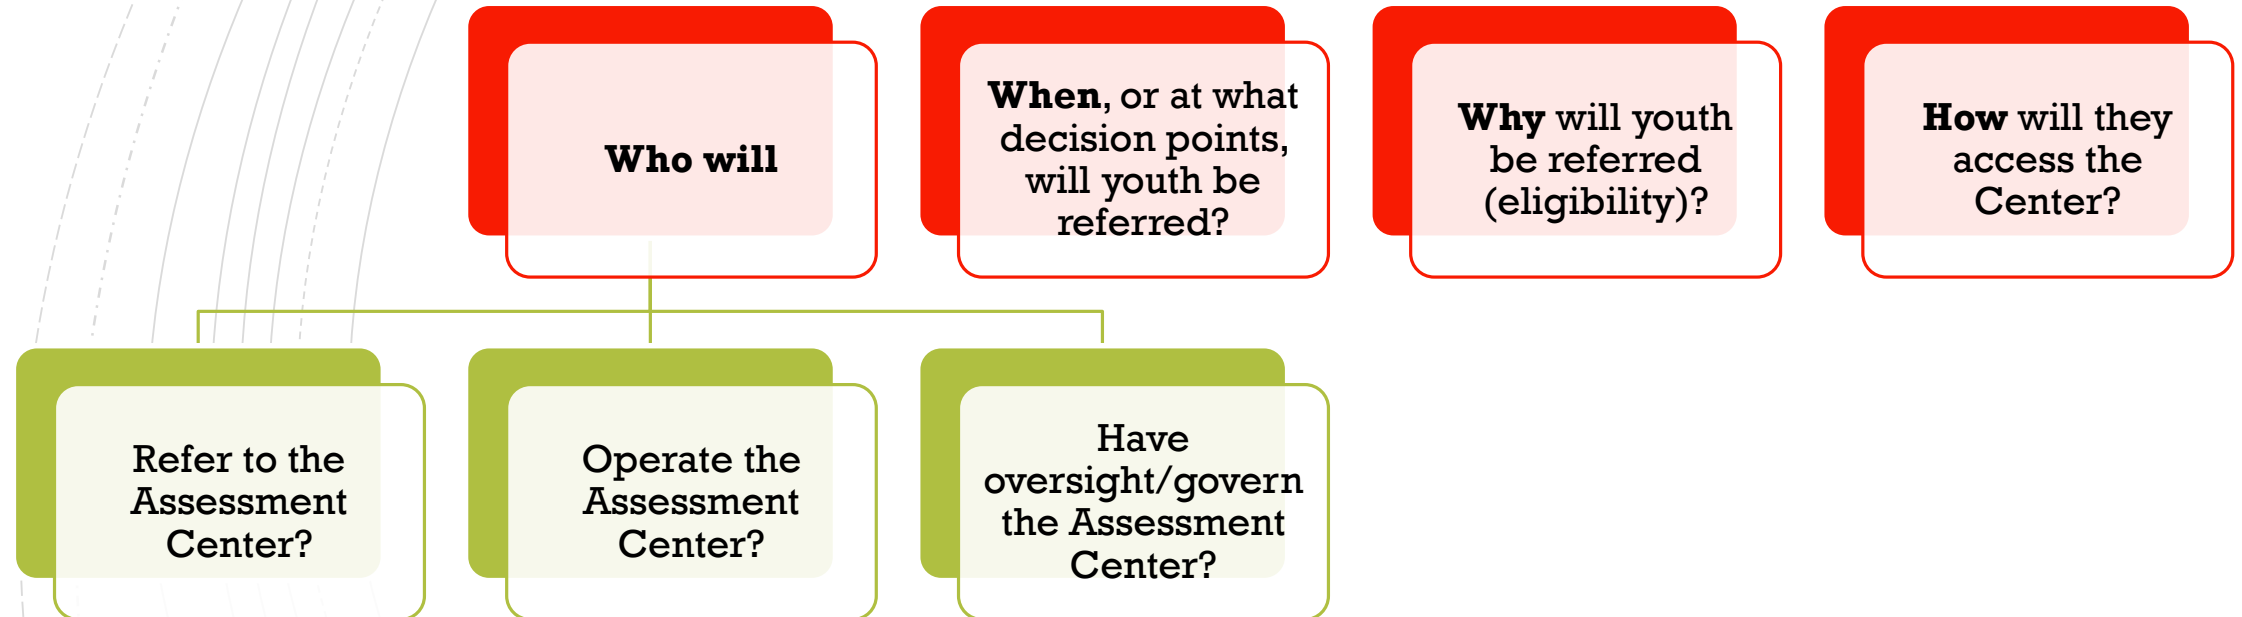 Who will
When, or at what
decision points,
will youth be
referred?
Why will youth
be referred
(eligibility)?
How will they
access the
Center?
Refer to the
Assessment
Center?
Operate the
Assessment
Center?
Have
oversight/govern
the Assessment
Center?